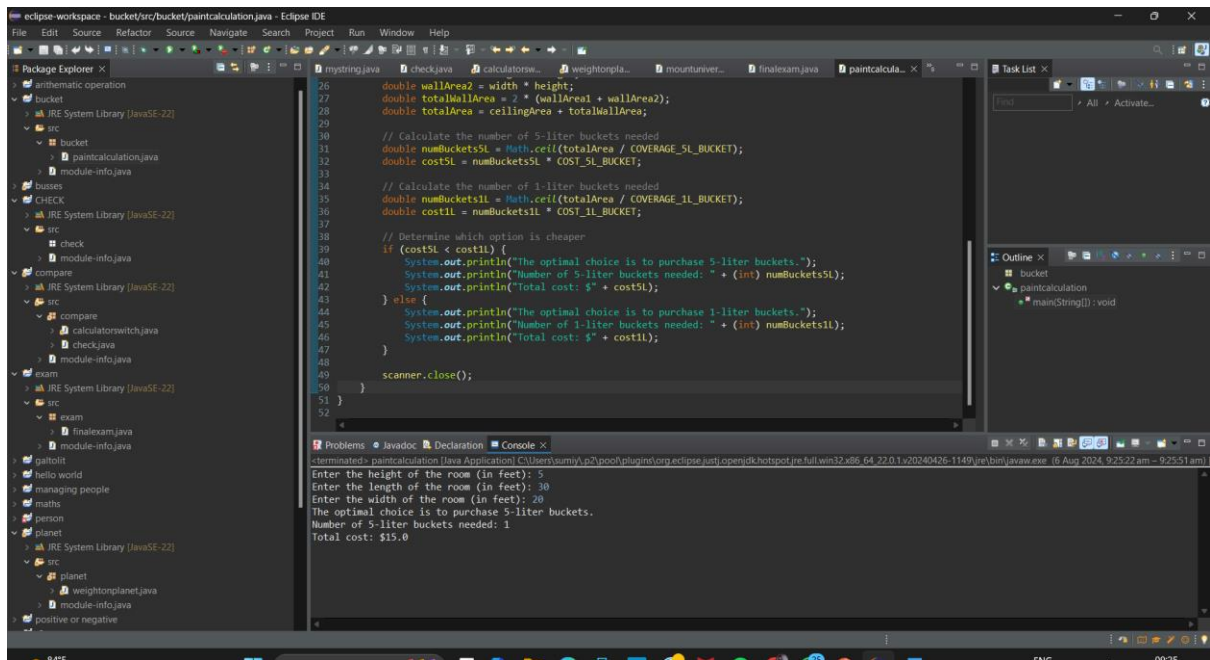 eclipse-workspace - bucket/src/bucket/paintcalculation.java - Eclipse IDE
File Edit Source Refactor Source Navigate Search Project Run Window Help
Package Explorer
arithematic operation
bucket
JRE System Library [JavaSE-22]
src
bucket
paintcalculation.java
module-info.java
busses
CHECK
JRE System Library [JavaSE-22]
src
check
module-info.java
compare
JRE System Library [JavaSE-22]
src
compare
calculatorswitch.java
check.java
module-info.java
exam
JRE System Library [JavaSE-22]
src
exam
finalexam.java
module-info.java
galtolit
hello world
managing people
maths
person
planet
JRE System Library [JavaSE-22]
src
planet
weightonplanet.java
module-info.java
positive or negative
mystring.java check.java calculatorsw... weightonpla... mountuniver... finalexam.java paintcalcula...
26 double wallArea2 = width * height;
27 double totalWallArea = 2 * (wallArea1 + wallArea2);
28 double totalArea = ceilingArea + totalWallArea;
29
30 // Calculate the number of 5-liter buckets needed
31 double numBuckets5L = Math.ceil(totalArea / COVERAGE_5L_BUCKET);
32 double cost5L = numBuckets5L * COST_5L_BUCKET;
33
34 // Calculate the number of 1-liter buckets needed
35 double numBuckets1L = Math.ceil(totalArea / COVERAGE_1L_BUCKET);
36 double cost1L = numBuckets1L * COST_1L_BUCKET;
37
38 // Determine which option is cheaper
39 if (cost5L < cost1L) {
40 System.out.println("The optimal choice is to purchase 5-liter buckets.");
41 System.out.println("Number of 5-liter buckets needed: " + (int) numBuckets5L);
42 System.out.println("Total cost: $" + cost5L);
43 } else {
44 System.out.println("The optimal choice is to purchase 1-liter buckets.");
45 System.out.println("Number of 1-liter buckets needed: " + (int) numBuckets1L);
46 System.out.println("Total cost: $" + cost1L);
47 }
48
49 scanner.close();
50 }
51 }
52
Task List
Find All Activate...
Outline
bucket
paintcalculation
main(String[]) : void
Problems Javadoc Declaration Console
<terminated> paintcalculation [Java Application] C:\Users\sumiy\.p2\pool\plugins\org.eclipse.justj.openjdk.hotspot.jre.full.win32.x86_64_22.0.1.v20240426-1149\jre\bin\javaw.exe (6 Aug 2024, 9:25:22 am – 9:25:51 am)
Enter the height of the room (in feet): 5
Enter the length of the room (in feet): 30
Enter the width of the room (in feet): 20
The optimal choice is to purchase 5-liter buckets.
Number of 5-liter buckets needed: 1
Total cost: $15.0
84°F
ENG
09:25